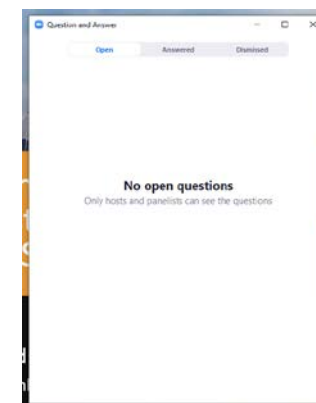 Question and Answer
Open Answered Dismissed
No open questions
Only hosts and panelists can see the questions